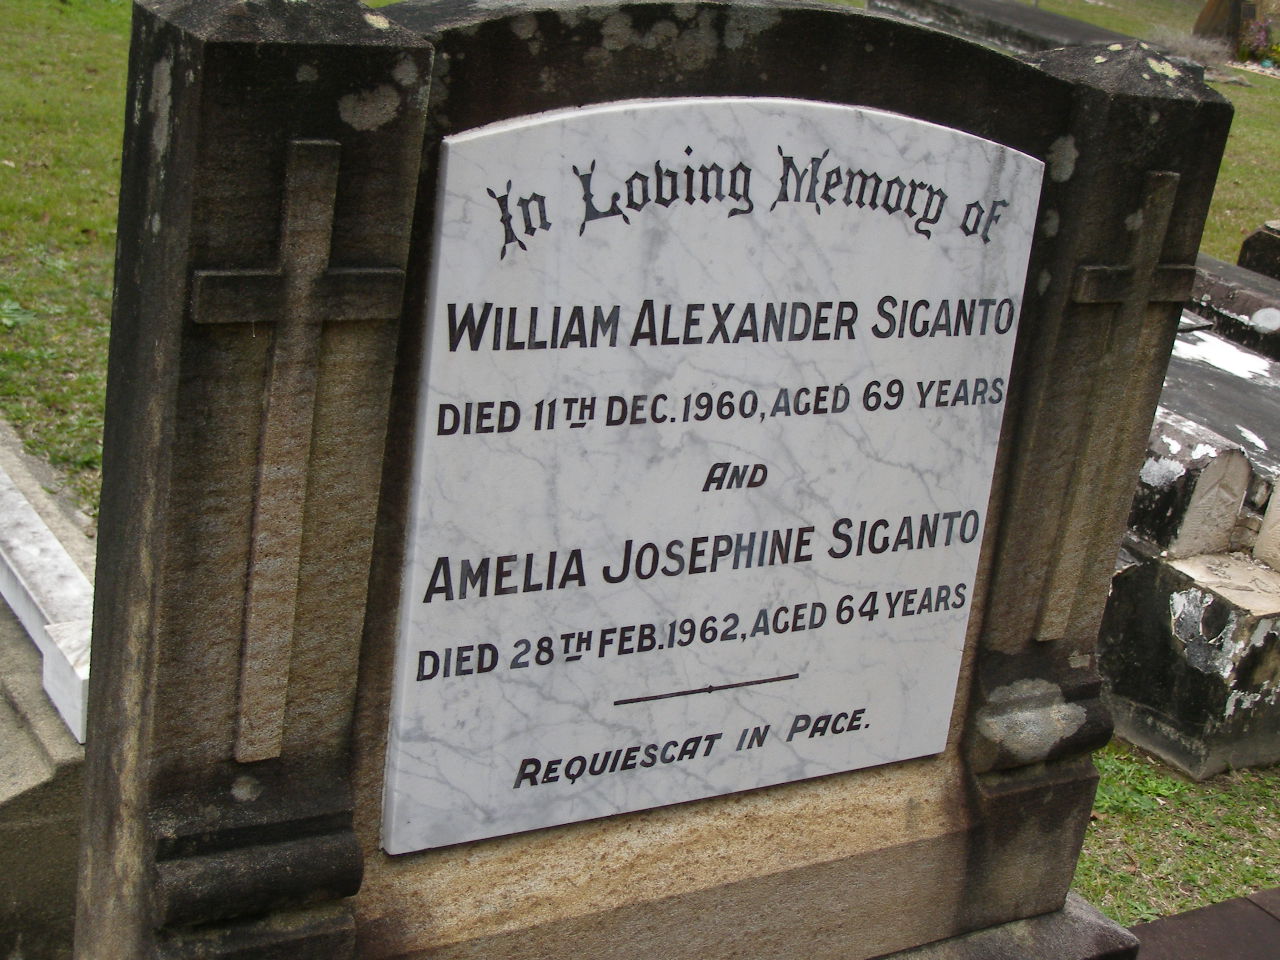 In Loving Memory of
WILLIAM ALEXANDER SIGANTO
DIED 11TH DEC. 1960, AGED 69 YEARS
AND
AMELIA JOSEPHINE SIGANTO,
DIED 28TH FEB. 1962, AGED 64 YEARS
REQUIESCAT IN PACE.